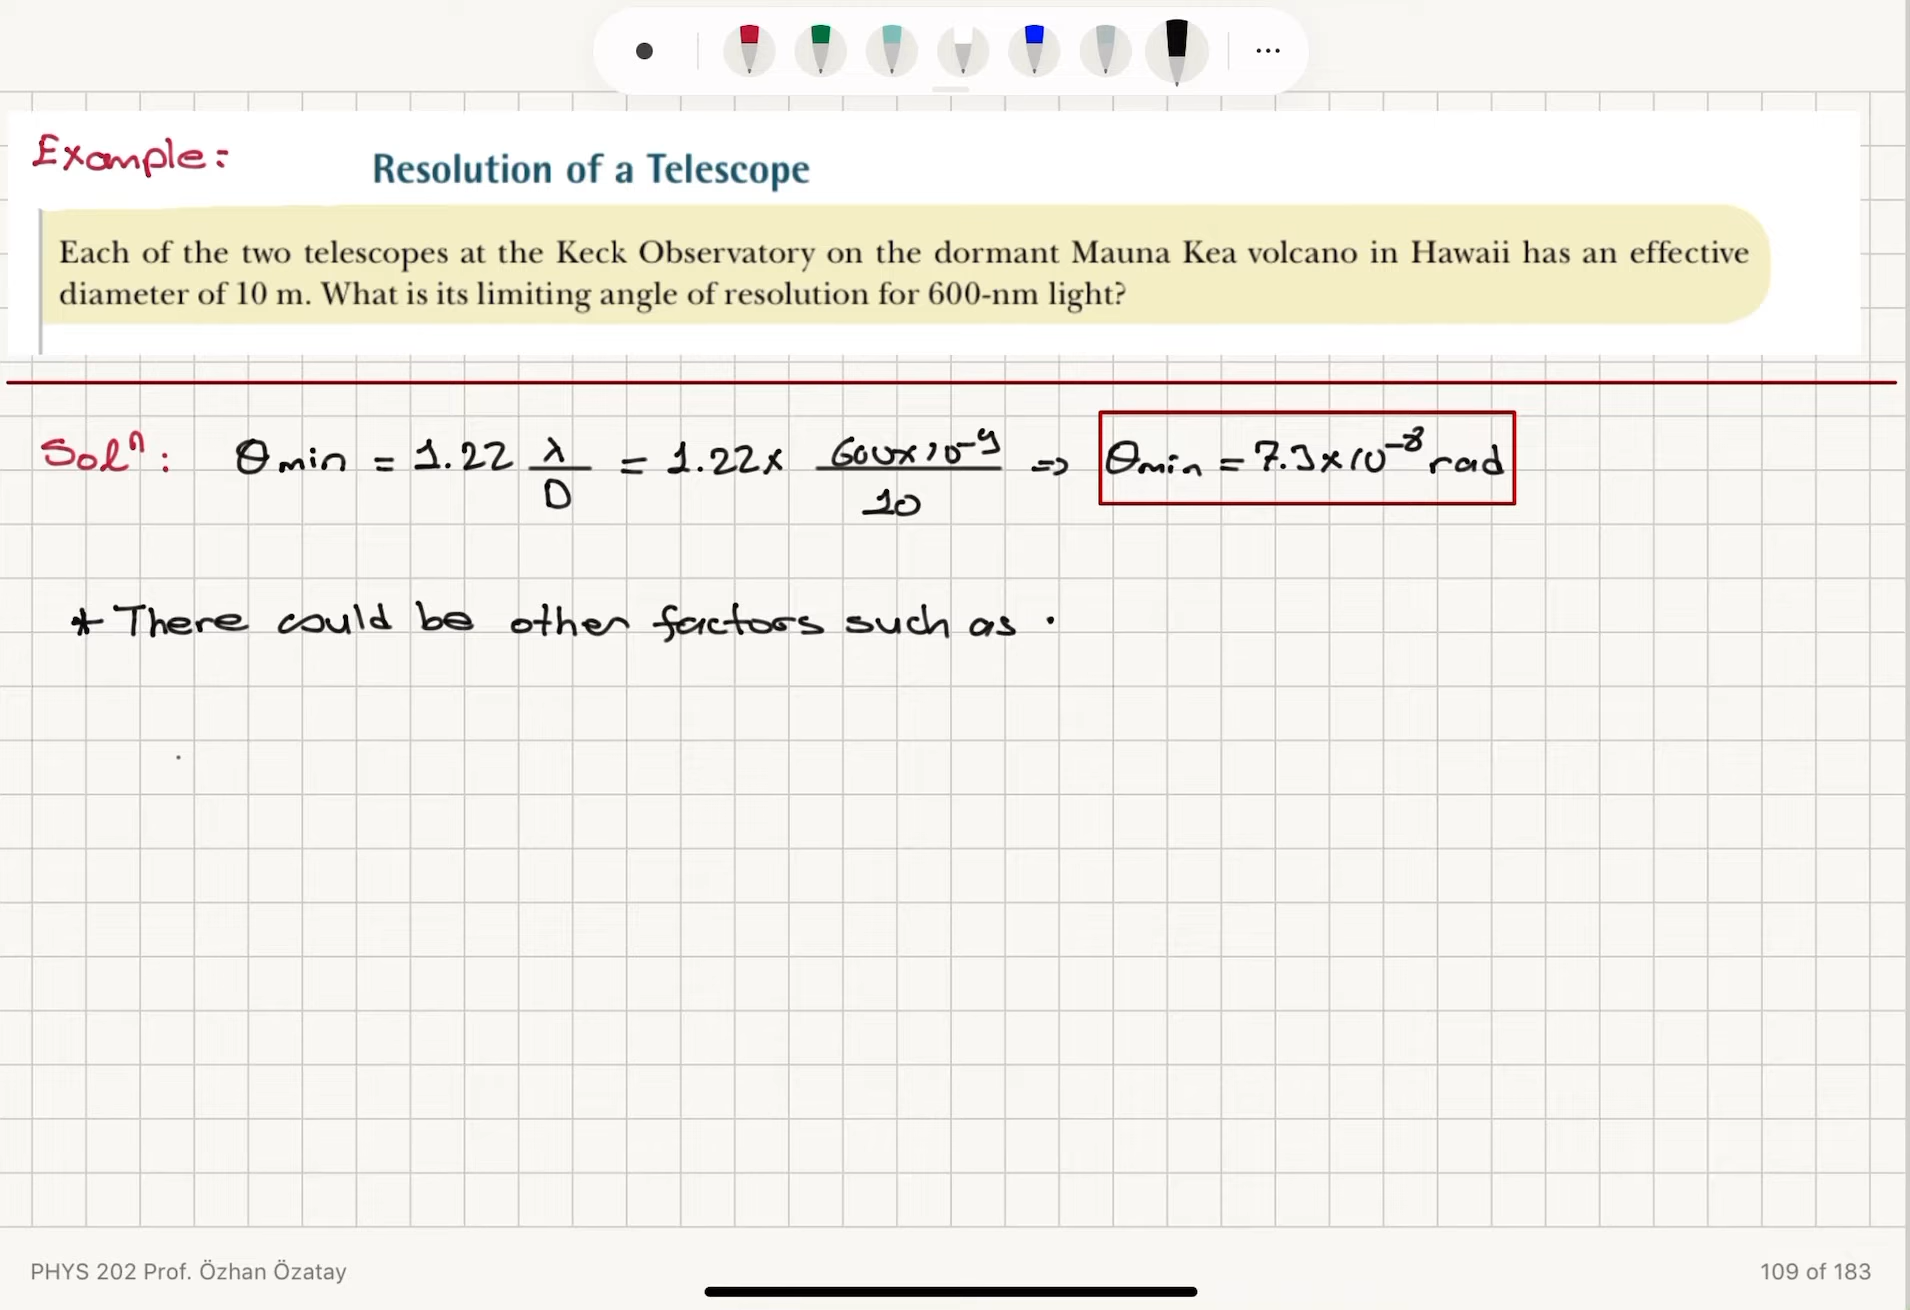 Example:
Resolution of a Telescope
Each of the two telescopes at the Keck Observatory on the dormant Mauna Kea volcano in Hawaii has an effective
diameter of 10 m. What is its limiting angle of resolution for 600-nm light?
Solⁿ: θmin = 1.22 λ/D = 1.22 × 600×10⁻⁹/10 => θmin = 7.3×10⁻⁸ rad
* There could be other factors such as
PHYS 202 Prof. Özhan Özatay
109 of 183